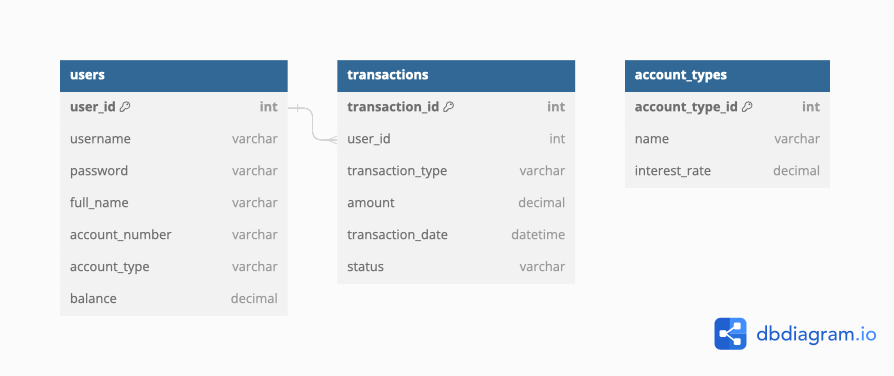 users
user_id int
username varchar
password varchar
full_name varchar
account_number varchar
account_type varchar
balance decimal
transactions
transaction_id int
user_id int
transaction_type varchar
amount decimal
transaction_date datetime
status varchar
account_types
account_type_id int
name varchar
interest_rate decimal
dbdiagram.io